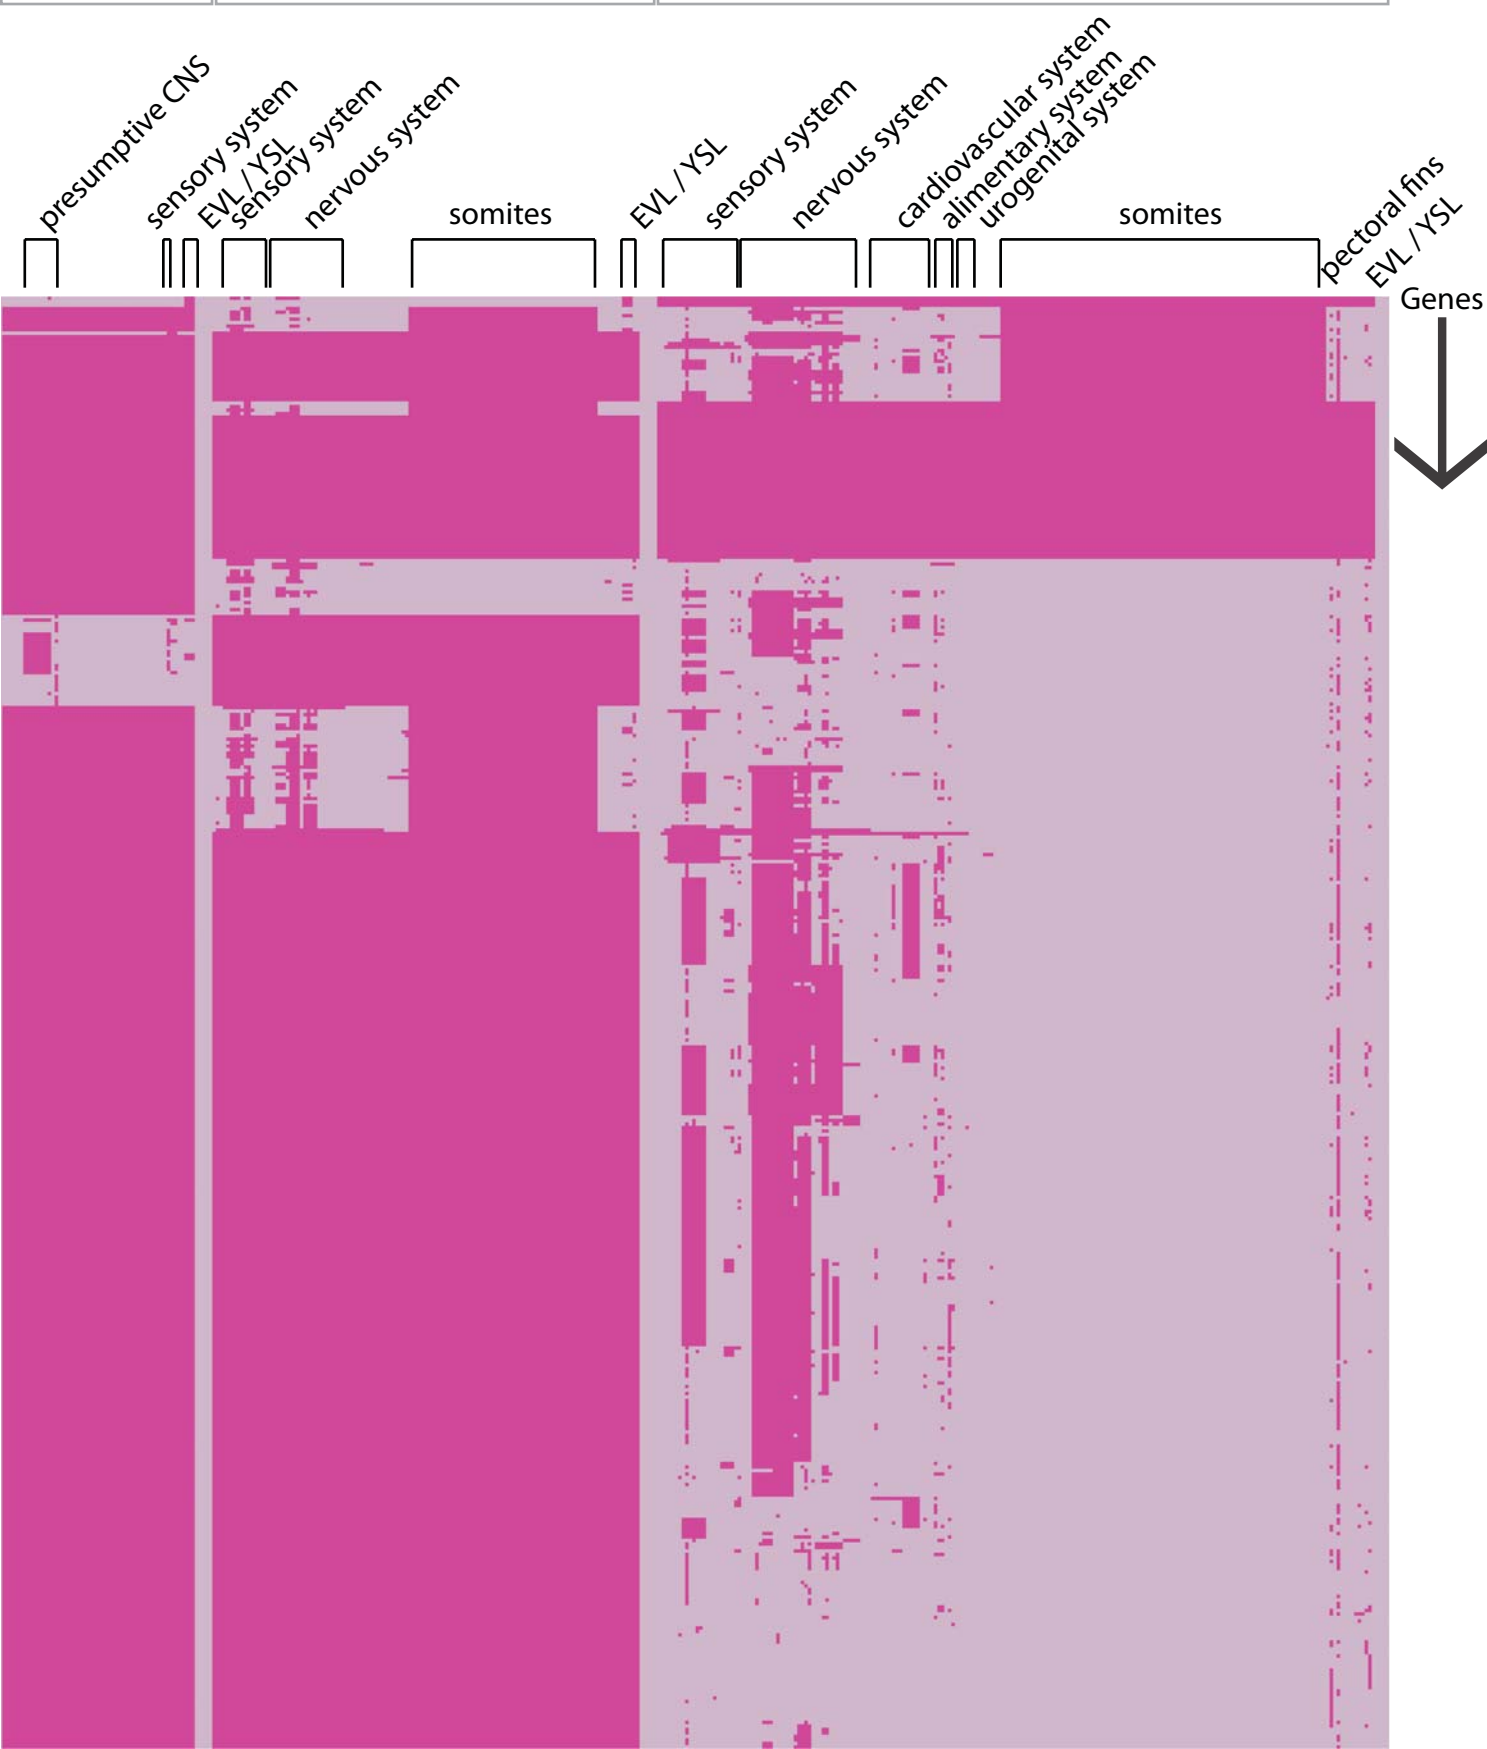 presumptive CNS
sensory system
EVL / YSL
sensory system
nervous system
somites
EVL / YSL
sensory system
nervous system
cardiovascular system
alimentary system
urogenital system
somites
pectoral fins
EVL / YSL
Genes